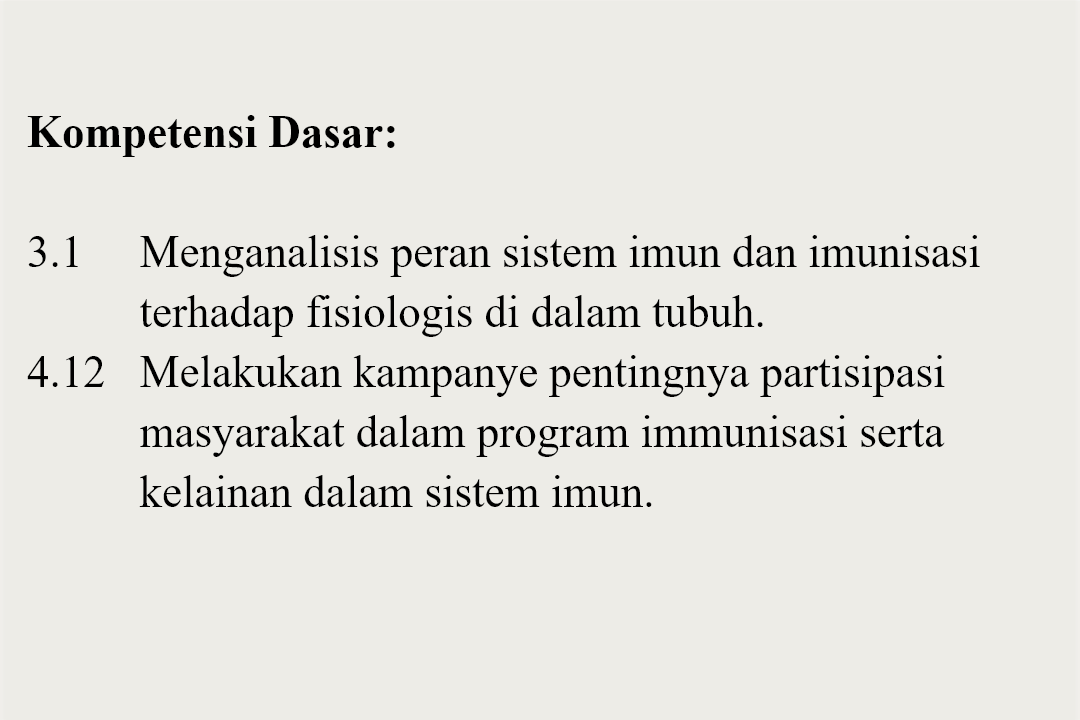 Kompetensi Dasar:
3.1 Menganalisis peran sistem imun dan imunisasi
terhadap fisiologis di dalam tubuh.
4.12 Melakukan kampanye pentingnya partisipasi
masyarakat dalam program immunisasi serta
kelainan dalam sistem imun.